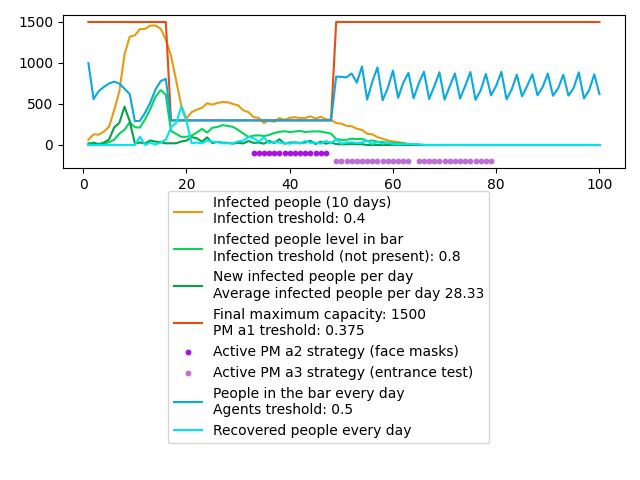 1500
1000
500
0
0
20
40
60
80
100
Infected people (10 days)
Infection treshold: 0.4
Infected people level in bar
Infection treshold (not present): 0.8
New infected people per day
Average infected people per day 28.33
Final maximum capacity: 1500
PM a1 treshold: 0.375
Active PM a2 strategy (face masks)
Active PM a3 strategy (entrance test)
People in the bar every day
Agents treshold: 0.5
Recovered people every day